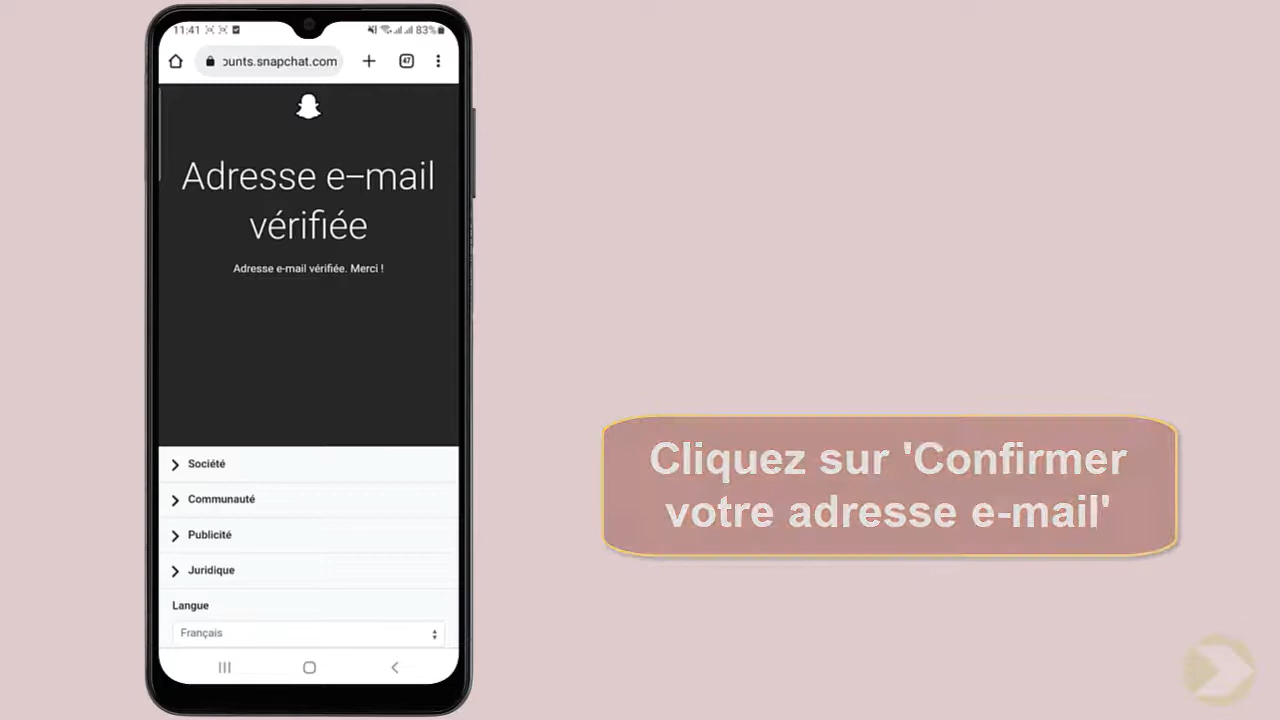 11:41
83%
ounts.snapchat.com
47
Adresse e-mail
vérifiée
Adresse e-mail vérifiée. Merci !
Société
Communauté
Publicité
Juridique
Langue
Français
Cliquez sur 'Confirmer
votre adresse e-mail'